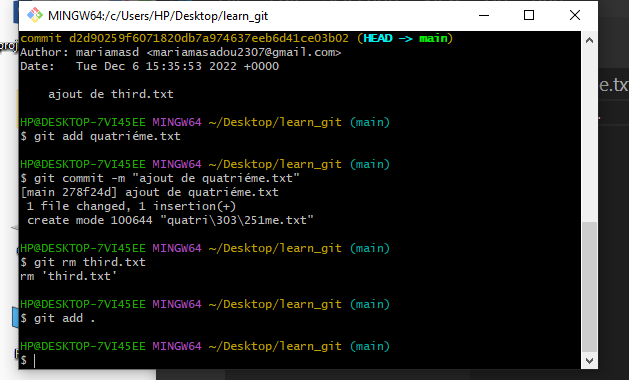 MINGW64:/c/Users/HP/Desktop/learn_git
commit d2d90259f6071820db7a974637eeb6d41ce03b02 (HEAD -> main)
Author: mariamasd <mariamasadou2307@gmail.com>
Date:   Tue Dec 6 15:35:53 2022 +0000
ajout de third.txt
HP@DESKTOP-7VI45EE MINGW64 ~/Desktop/learn_git (main)
$ git add quatriéme.txt
HP@DESKTOP-7VI45EE MINGW64 ~/Desktop/learn_git (main)
$ git commit -m "ajout de quatriéme.txt"
[main 278f24d] ajout de quatriéme.txt
1 file changed, 1 insertion(+)
create mode 100644 "quatri\303\251me.txt"
HP@DESKTOP-7VI45EE MINGW64 ~/Desktop/learn_git (main)
$ git rm third.txt
rm 'third.txt'
HP@DESKTOP-7VI45EE MINGW64 ~/Desktop/learn_git (main)
$ git add .
HP@DESKTOP-7VI45EE MINGW64 ~/Desktop/learn_git (main)
$